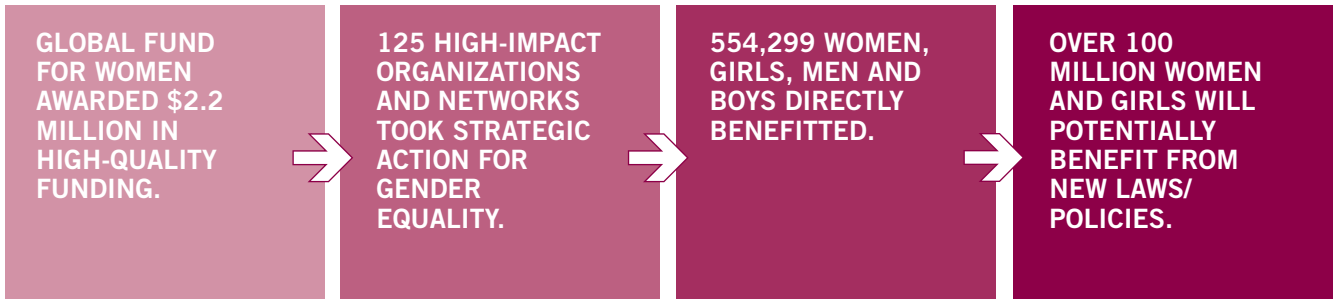 GLOBAL FUND
FOR WOMEN
AWARDED $2.2
MILLION IN
HIGH-QUALITY
FUNDING.
125 HIGH-IMPACT
ORGANIZATIONS
AND NETWORKS
TOOK STRATEGIC
ACTION FOR
GENDER
EQUALITY.
554,299 WOMEN,
GIRLS, MEN AND
BOYS DIRECTLY
BENEFITTED.
OVER 100
MILLION WOMEN
AND GIRLS WILL
POTENTIALLY
BENEFIT FROM
NEW LAWS/
POLICIES.